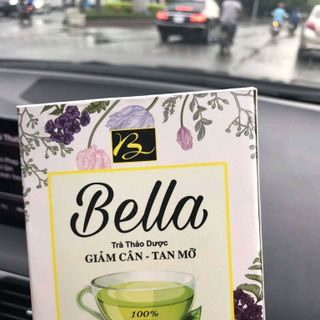 B
Bella
Trà Thảo Dược
GIẢM CÂN - TAN MỠ
100%